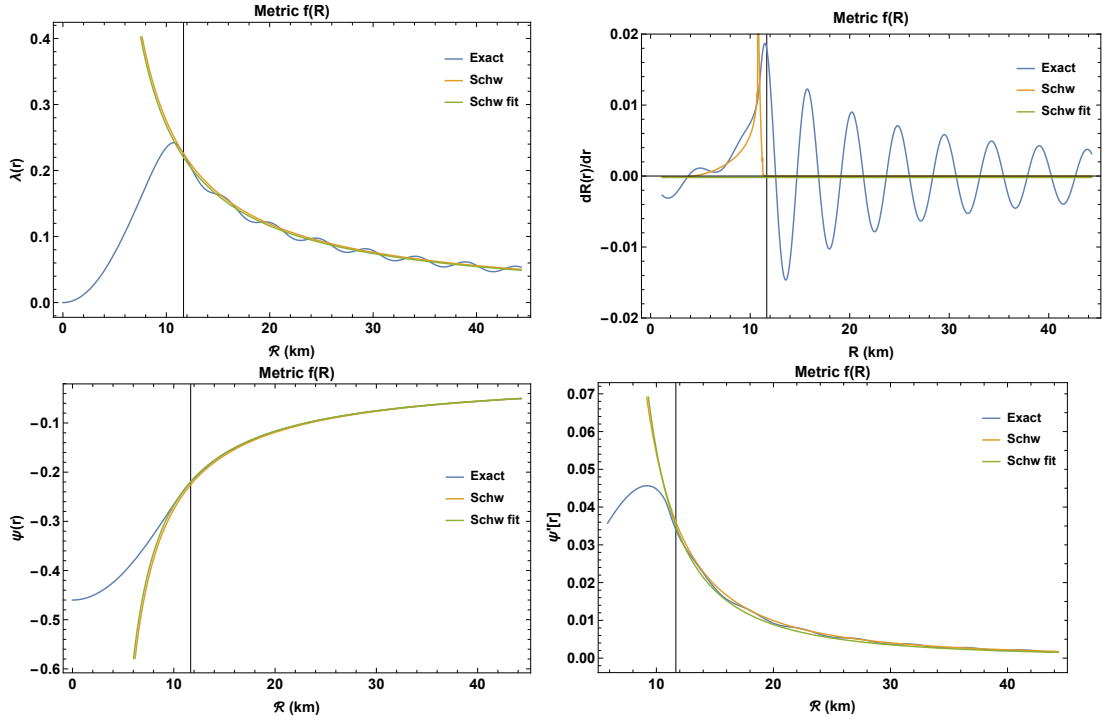 Metric f(R)
λ(r)
0.4
0.3
0.2
0.1
0.0
0
10
20
30
40
ℛ (km)
Exact
Schw
Schw fit
Metric f(R)
dR(r)/dr
0.02
0.01
0.00
−0.01
−0.02
0
10
20
30
40
R (km)
Exact
Schw
Schw fit
Metric f(R)
ψ(r)
−0.1
−0.2
−0.3
−0.4
−0.5
−0.6
0
10
20
30
40
ℛ (km)
Exact
Schw
Schw fit
Metric f(R)
ψ'[r]
0.07
0.06
0.05
0.04
0.03
0.02
0.01
0.00
10
20
30
40
ℛ (km)
Exact
Schw
Schw fit